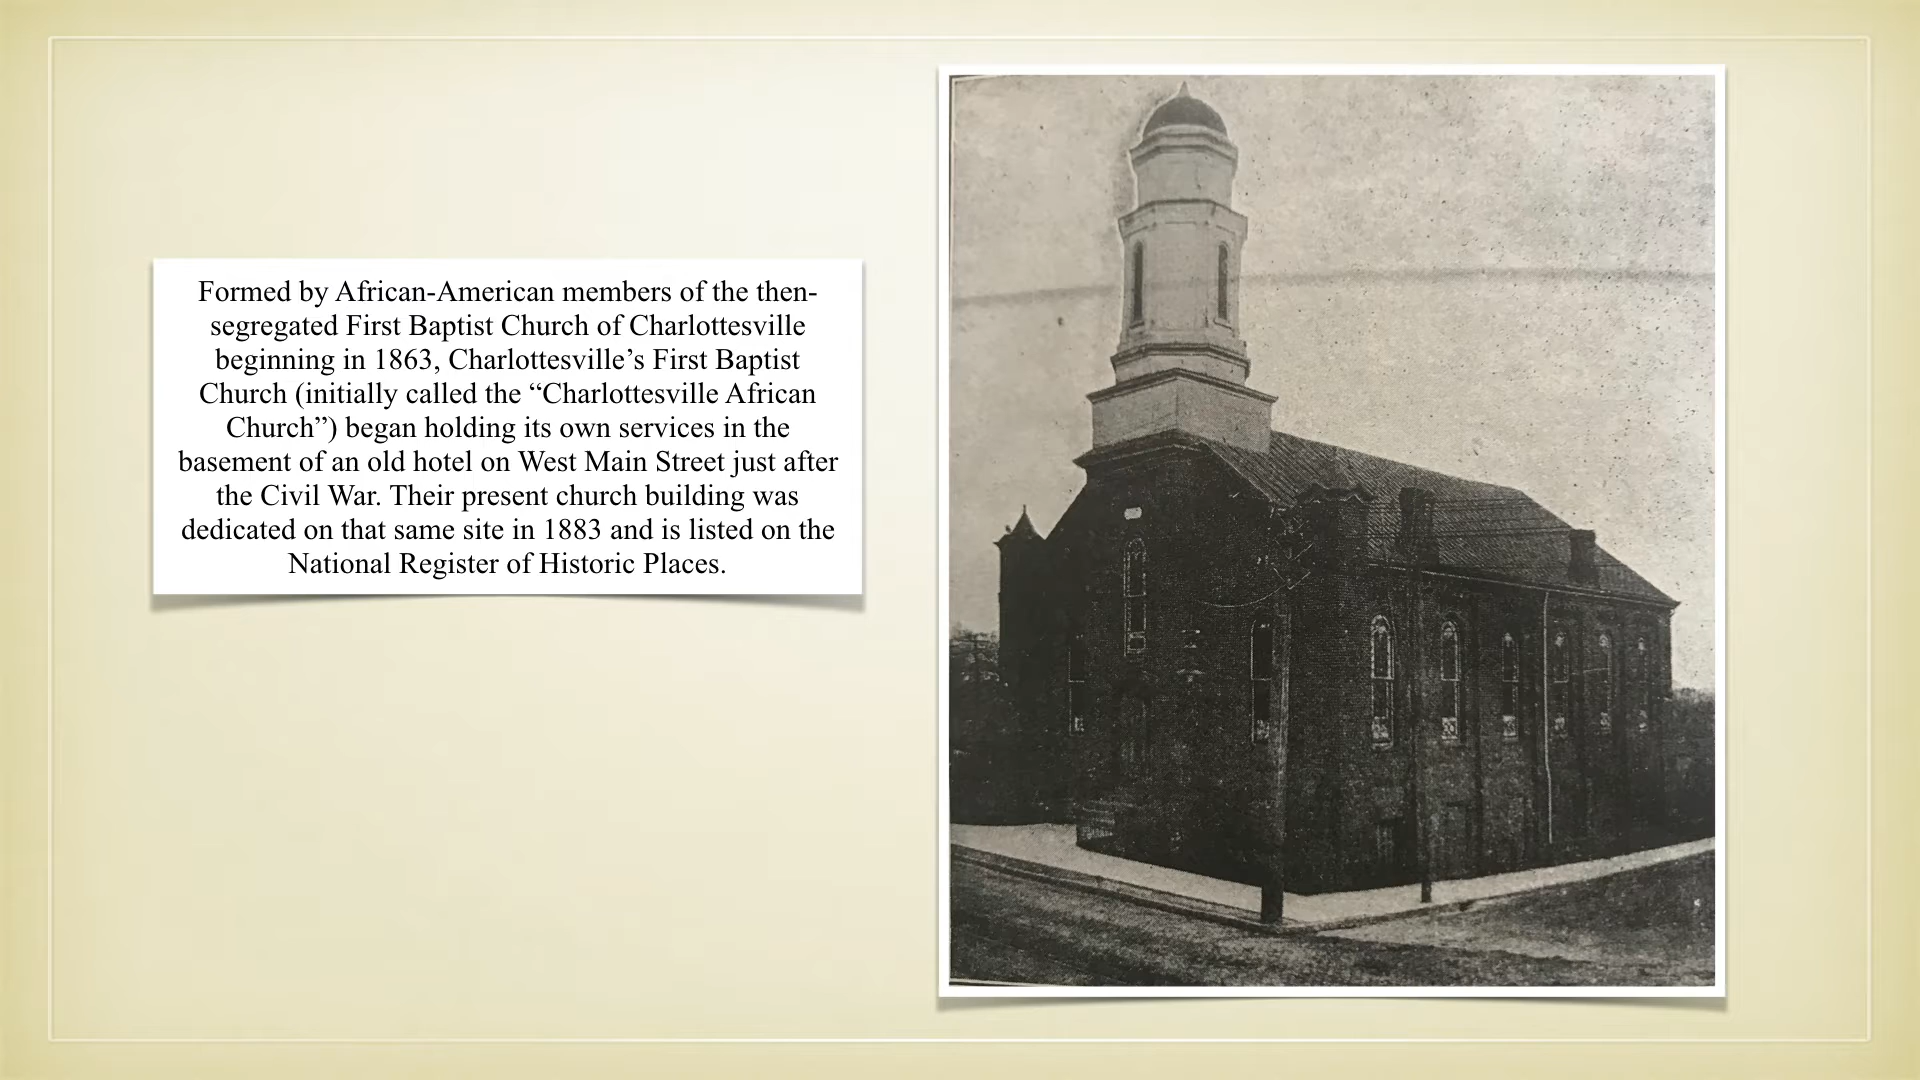 Formed by African-American members of the then-
segregated First Baptist Church of Charlottesville
beginning in 1863, Charlottesville’s First Baptist
Church (initially called the “Charlottesville African
Church”) began holding its own services in the
basement of an old hotel on West Main Street just after
the Civil War. Their present church building was
dedicated on that same site in 1883 and is listed on the
National Register of Historic Places.